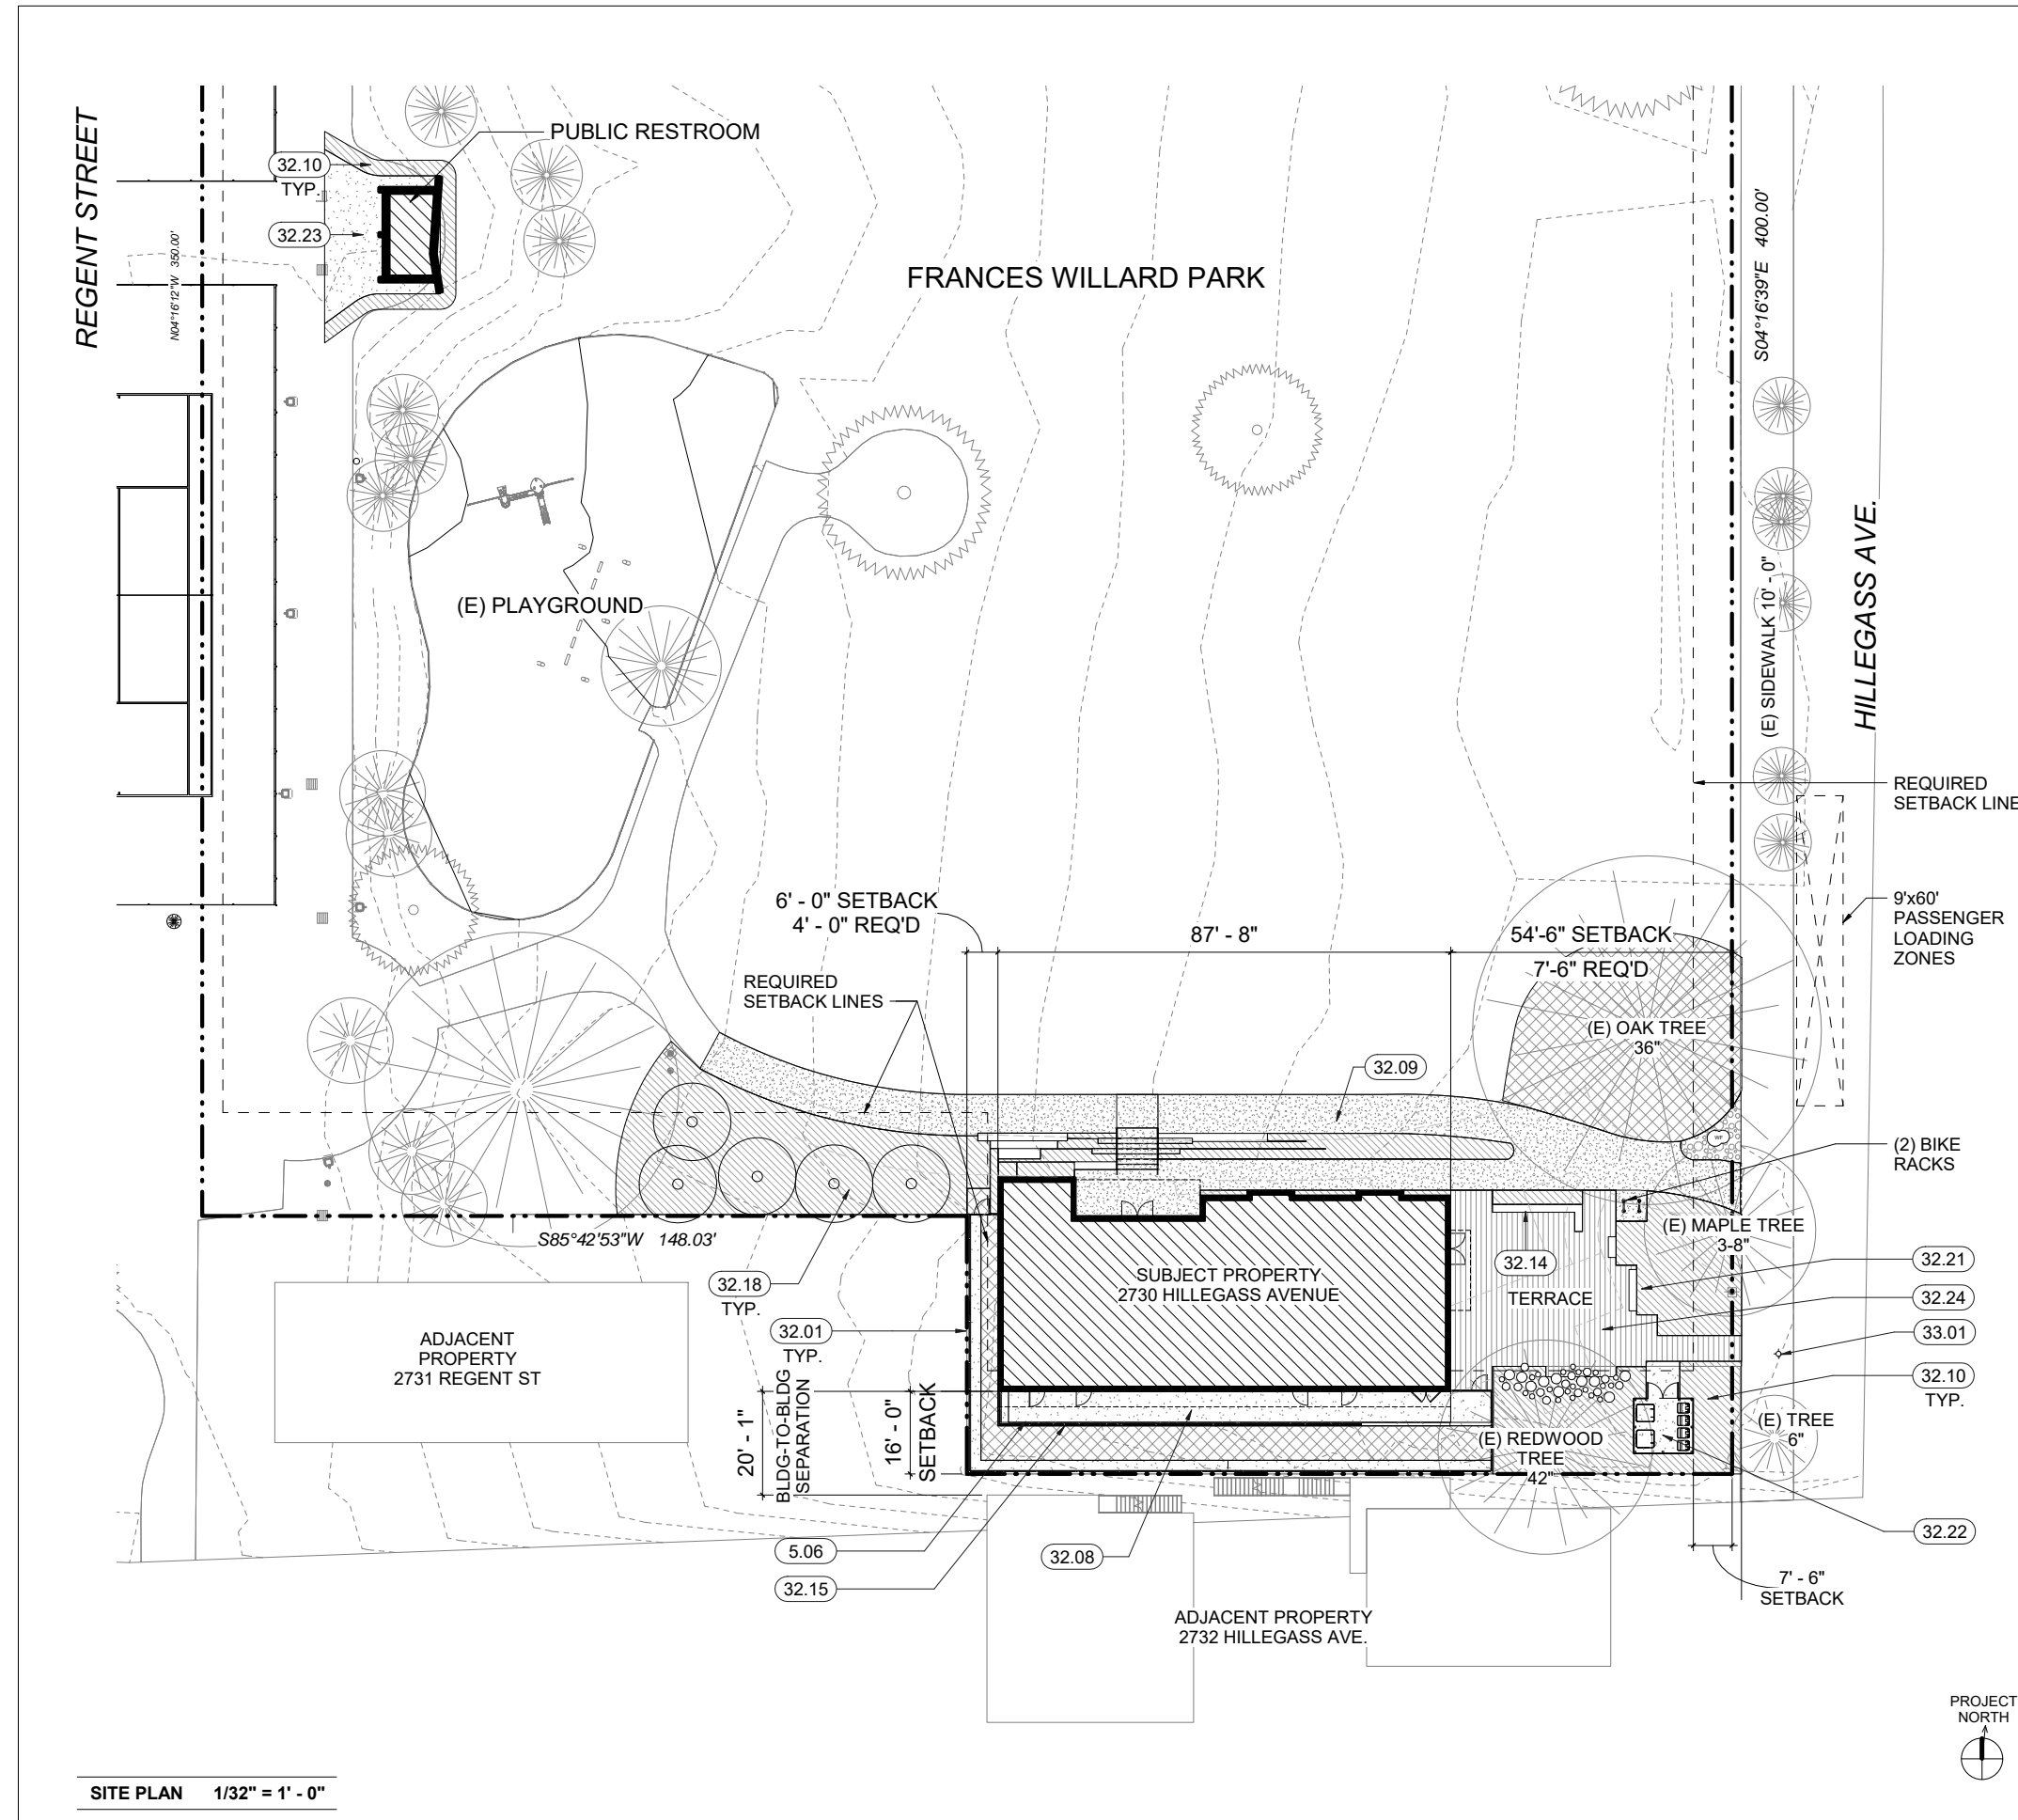 REGENT STREET
PUBLIC RESTROOM
32.10
TYP.
32.23
N04°16'12"W 350.00'
FRANCES WILLARD PARK
S04°16'39"E 400.00'
HILLEGASS AVE.
(E) SIDEWALK 10' - 0"
(E) PLAYGROUND
REQUIRED
SETBACK LINE
9'x60'
PASSENGER
LOADING
ZONES
6' - 0" SETBACK
4' - 0" REQ'D
87' - 8"
54'-6" SETBACK
7'-6" REQ'D
REQUIRED
SETBACK LINES
(E) OAK TREE
36"
32.09
(2) BIKE
RACKS
WF
(E) MAPLE TREE
3-8"
S85°42'53"W 148.03'
32.18
TYP.
32.14
TERRACE
SUBJECT PROPERTY
2730 HILLEGASS AVENUE
32.21
32.24
33.01
32.10
TYP.
32.01
TYP.
ADJACENT
PROPERTY
2731 REGENT ST
20' - 1"
BLDG-TO-BLDG
SEPARATION
16' - 0"
SETBACK
(E) REDWOOD
TREE
42"
(E) TREE
6"
32.22
5.06
32.15
32.08
7' - 6"
SETBACK
ADJACENT PROPERTY
2732 HILLEGASS AVE.
PROJECT
NORTH
SITE PLAN 1/32" = 1' - 0"